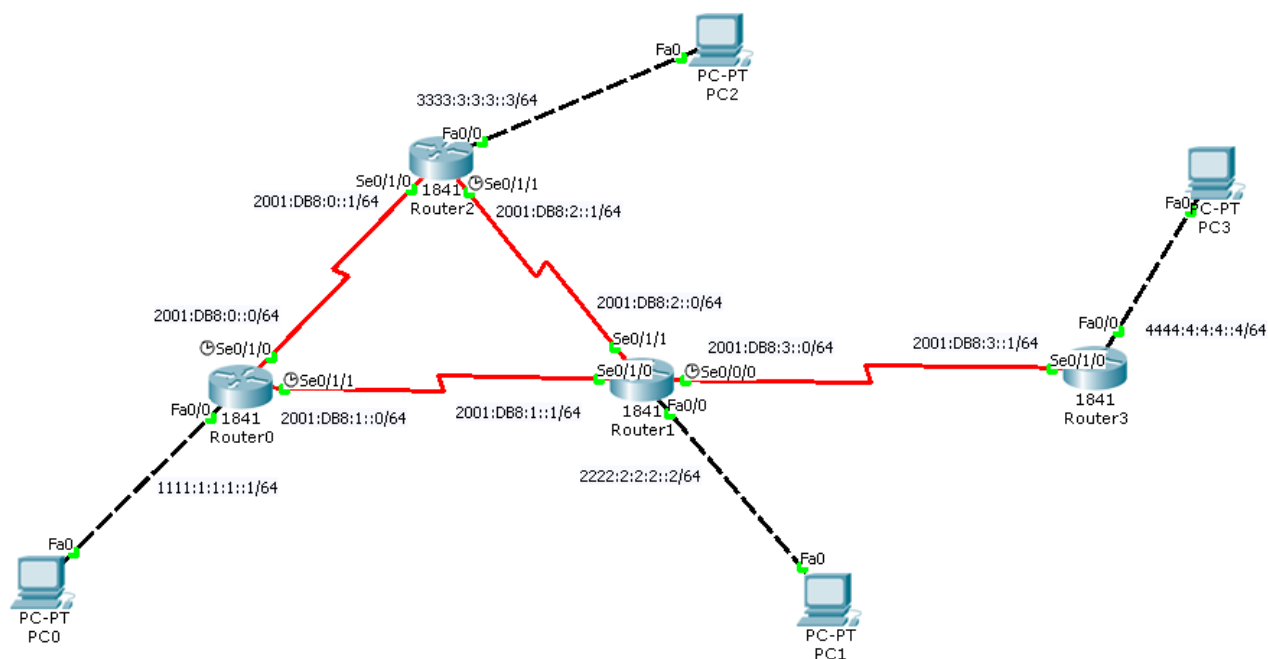 Fa0
PC-PT
PC2
3333:3:3:3::3/64
Fa0/0
Se0/1/0
Se0/1/1
1841
Router2
2001:DB8:0::1/64
2001:DB8:2::1/64
Fa0
PC-PT
PC3
2001:DB8:2::0/64
2001:DB8:0::0/64
Fa0/0
4444:4:4:4::4/64
Se0/1/1
2001:DB8:3::0/64
2001:DB8:3::1/64
Se0/1/0
Se0/1/0
Se0/0/0
Se0/1/0
Se0/1/1
Fa0/0
1841
Router0
2001:DB8:1::0/64
2001:DB8:1::1/64
1841
Router1
Fa0/0
1841
Router3
1111:1:1:1::1/64
2222:2:2:2::2/64
Fa0
PC-PT
PC0
Fa0
PC-PT
PC1